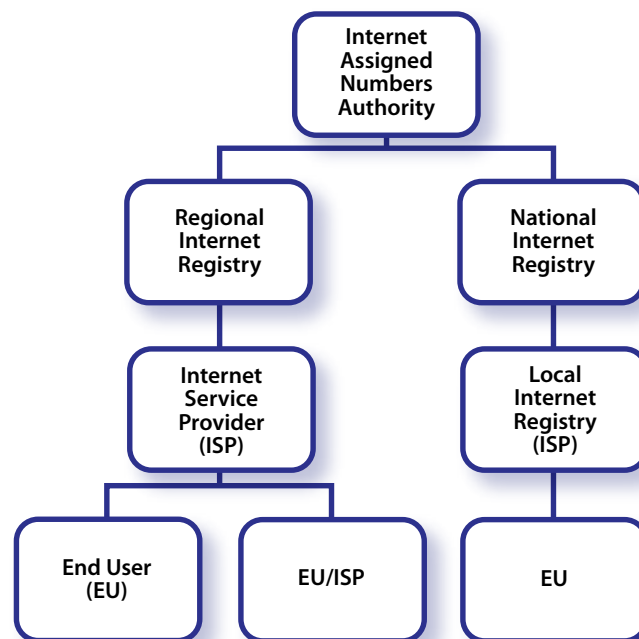 Internet
Assigned
Numbers
Authority
Regional
Internet
Registry
National
Internet
Registry
Internet
Service
Provider
(ISP)
Local
Internet
Registry
(ISP)
End User
(EU)
EU/ISP
EU